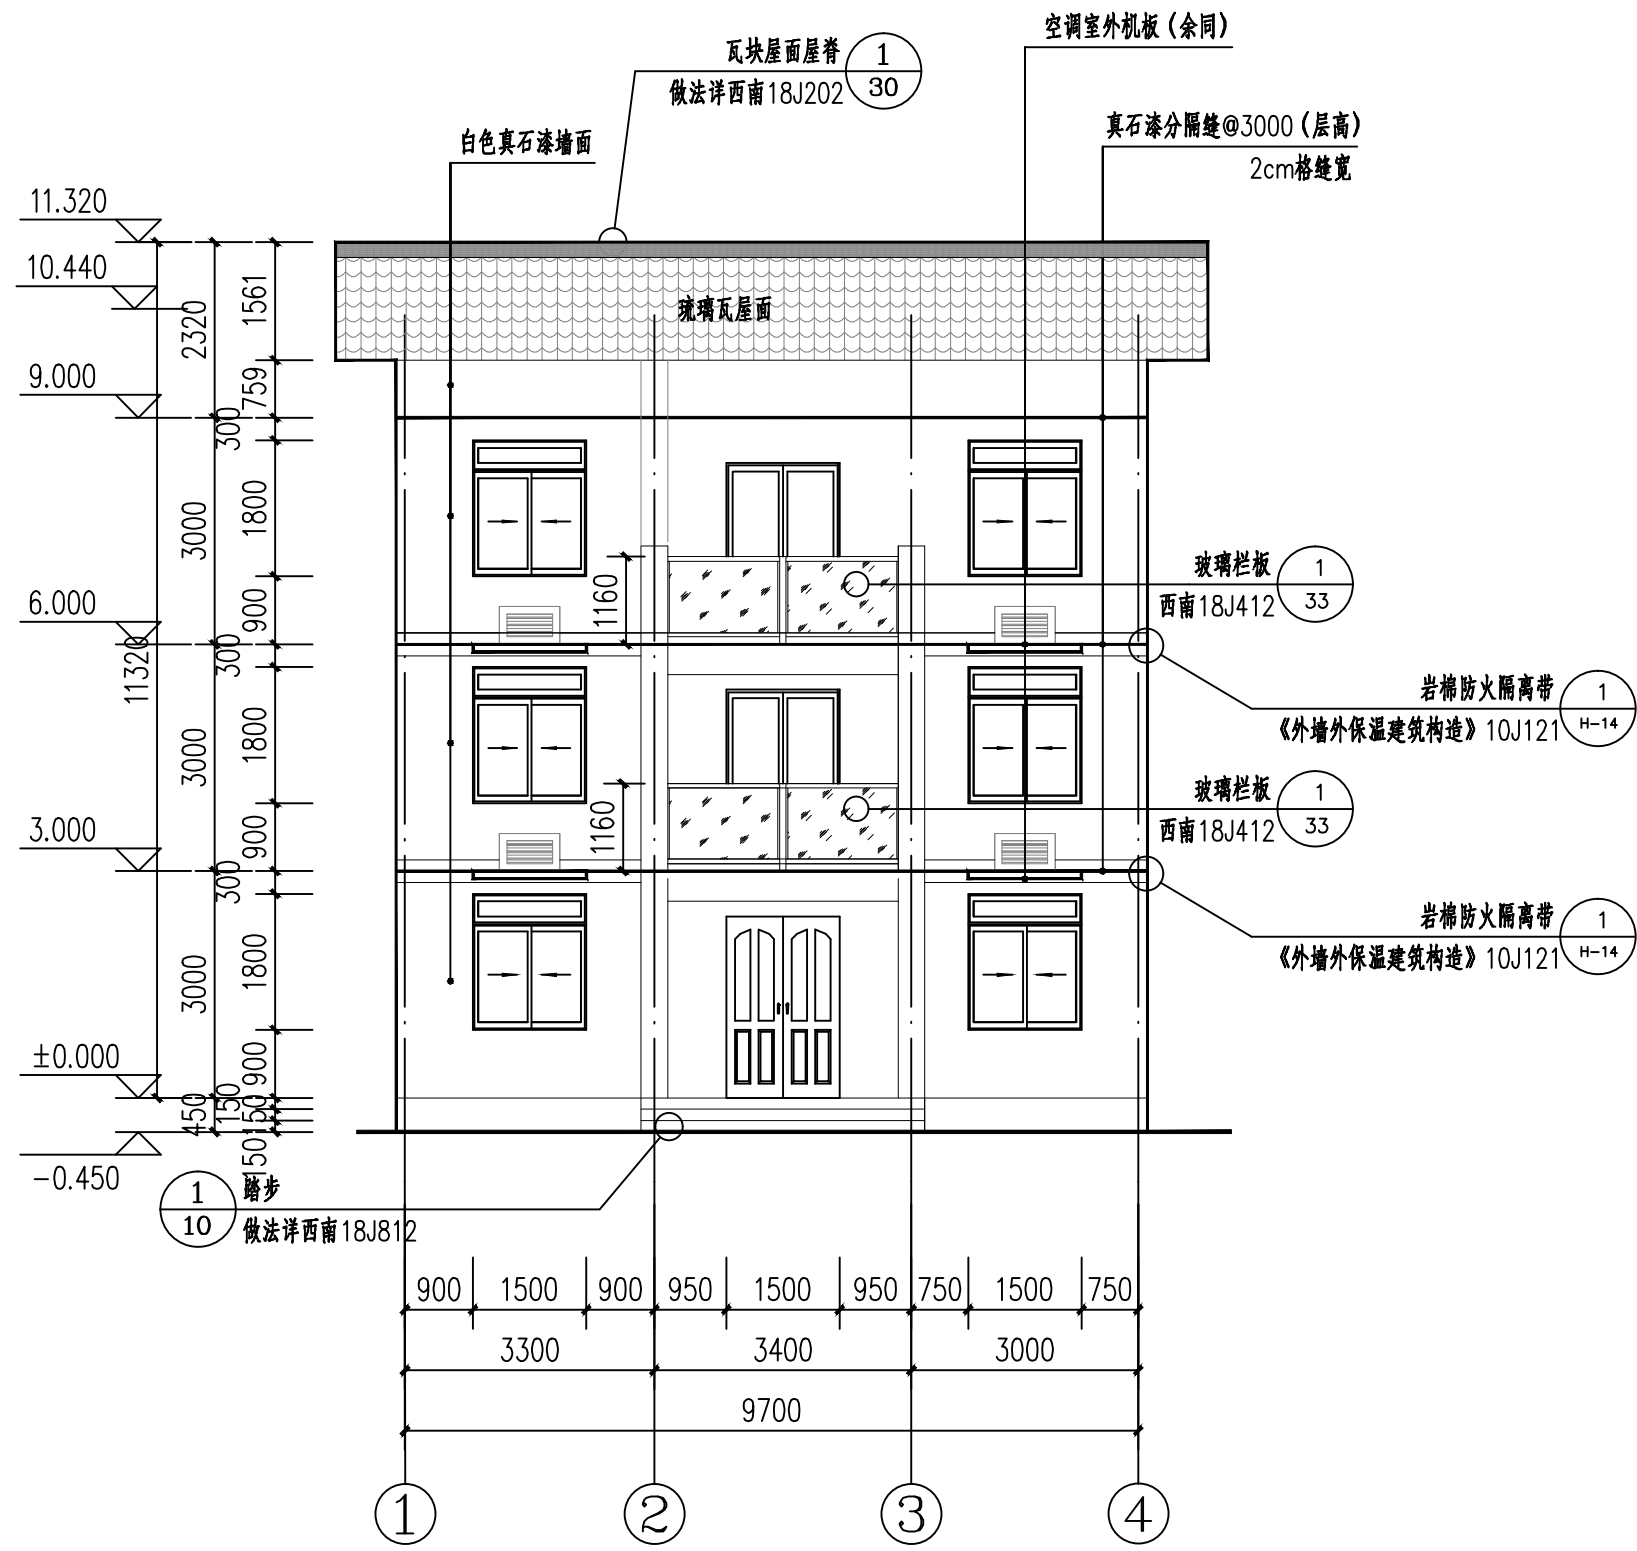 空调室外机板（余同）
瓦块屋面屋脊
1
30
做法详西南18J202
真石漆分隔缝@3000（层高）
2cm格缝宽
白色真石漆墙面
11.320
10.440
9.000
6.000
3.000
±0.000
-0.450
11320
2320
3000
3000
3000
450
1561
759
300
1800
900
300
1800
900
300
1800
900
150
150
150
琉璃瓦屋面
1160
1160
玻璃栏板
1
33
西南18J412
岩棉防火隔离带
1
H-14
《外墙外保温建筑构造》10J121
玻璃栏板
1
33
西南18J412
岩棉防火隔离带
1
H-14
《外墙外保温建筑构造》10J121
1
10
踏步
做法详西南18J812
900 1500 900 950 1500 950 750 1500 750
3300 3400 3000
9700
1 2 3 4